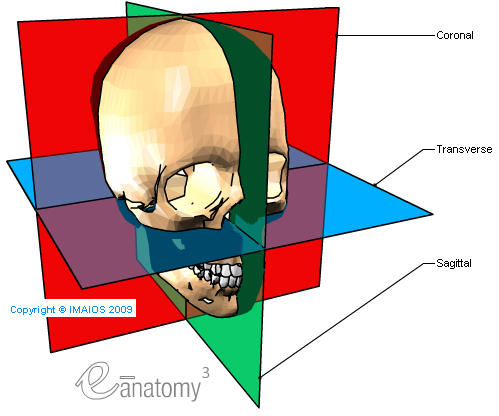 Coronal
Transverse
Sagittal
Copyright © IMAIOS 2009
e-anatomy 3